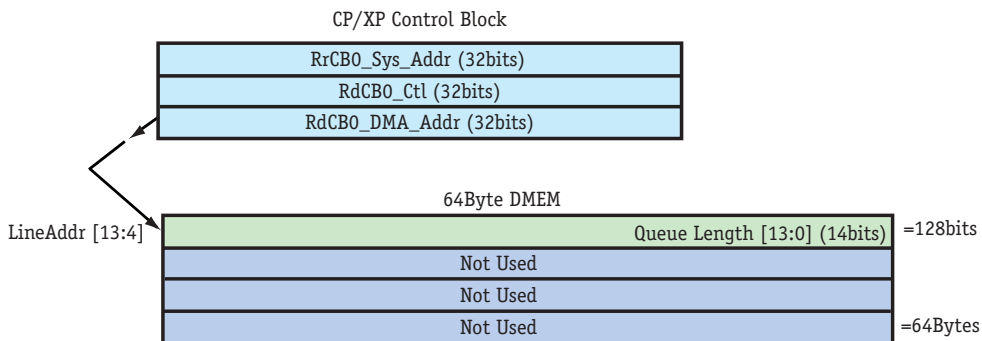 CP/XP Control Block
RrCB0_Sys_Addr (32bits)
RdCB0_Ctl (32bits)
RdCB0_DMA_Addr (32bits)
64Byte DMEM
LineAddr [13:4]
Queue Length [13:0] (14bits)
=128bits
Not Used
Not Used
Not Used
=64Bytes